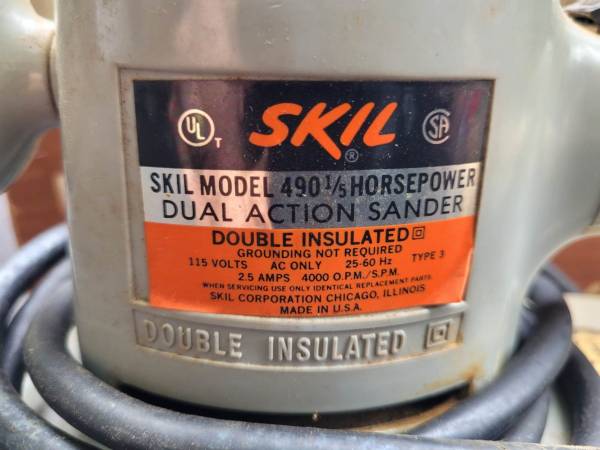 UL T SKIL ® SA
SKIL MODEL 490 1/5 HORSEPOWER
DUAL ACTION SANDER
DOUBLE INSULATED
GROUNDING NOT REQUIRED
115 VOLTS AC ONLY 25-60 Hz TYPE 3
2.5 AMPS 4000 O.P.M./S.P.M.
WHEN SERVICING USE ONLY IDENTICAL REPLACEMENT PARTS
SKIL CORPORATION CHICAGO, ILLINOIS
MADE IN U.S.A.
DOUBLE INSULATED